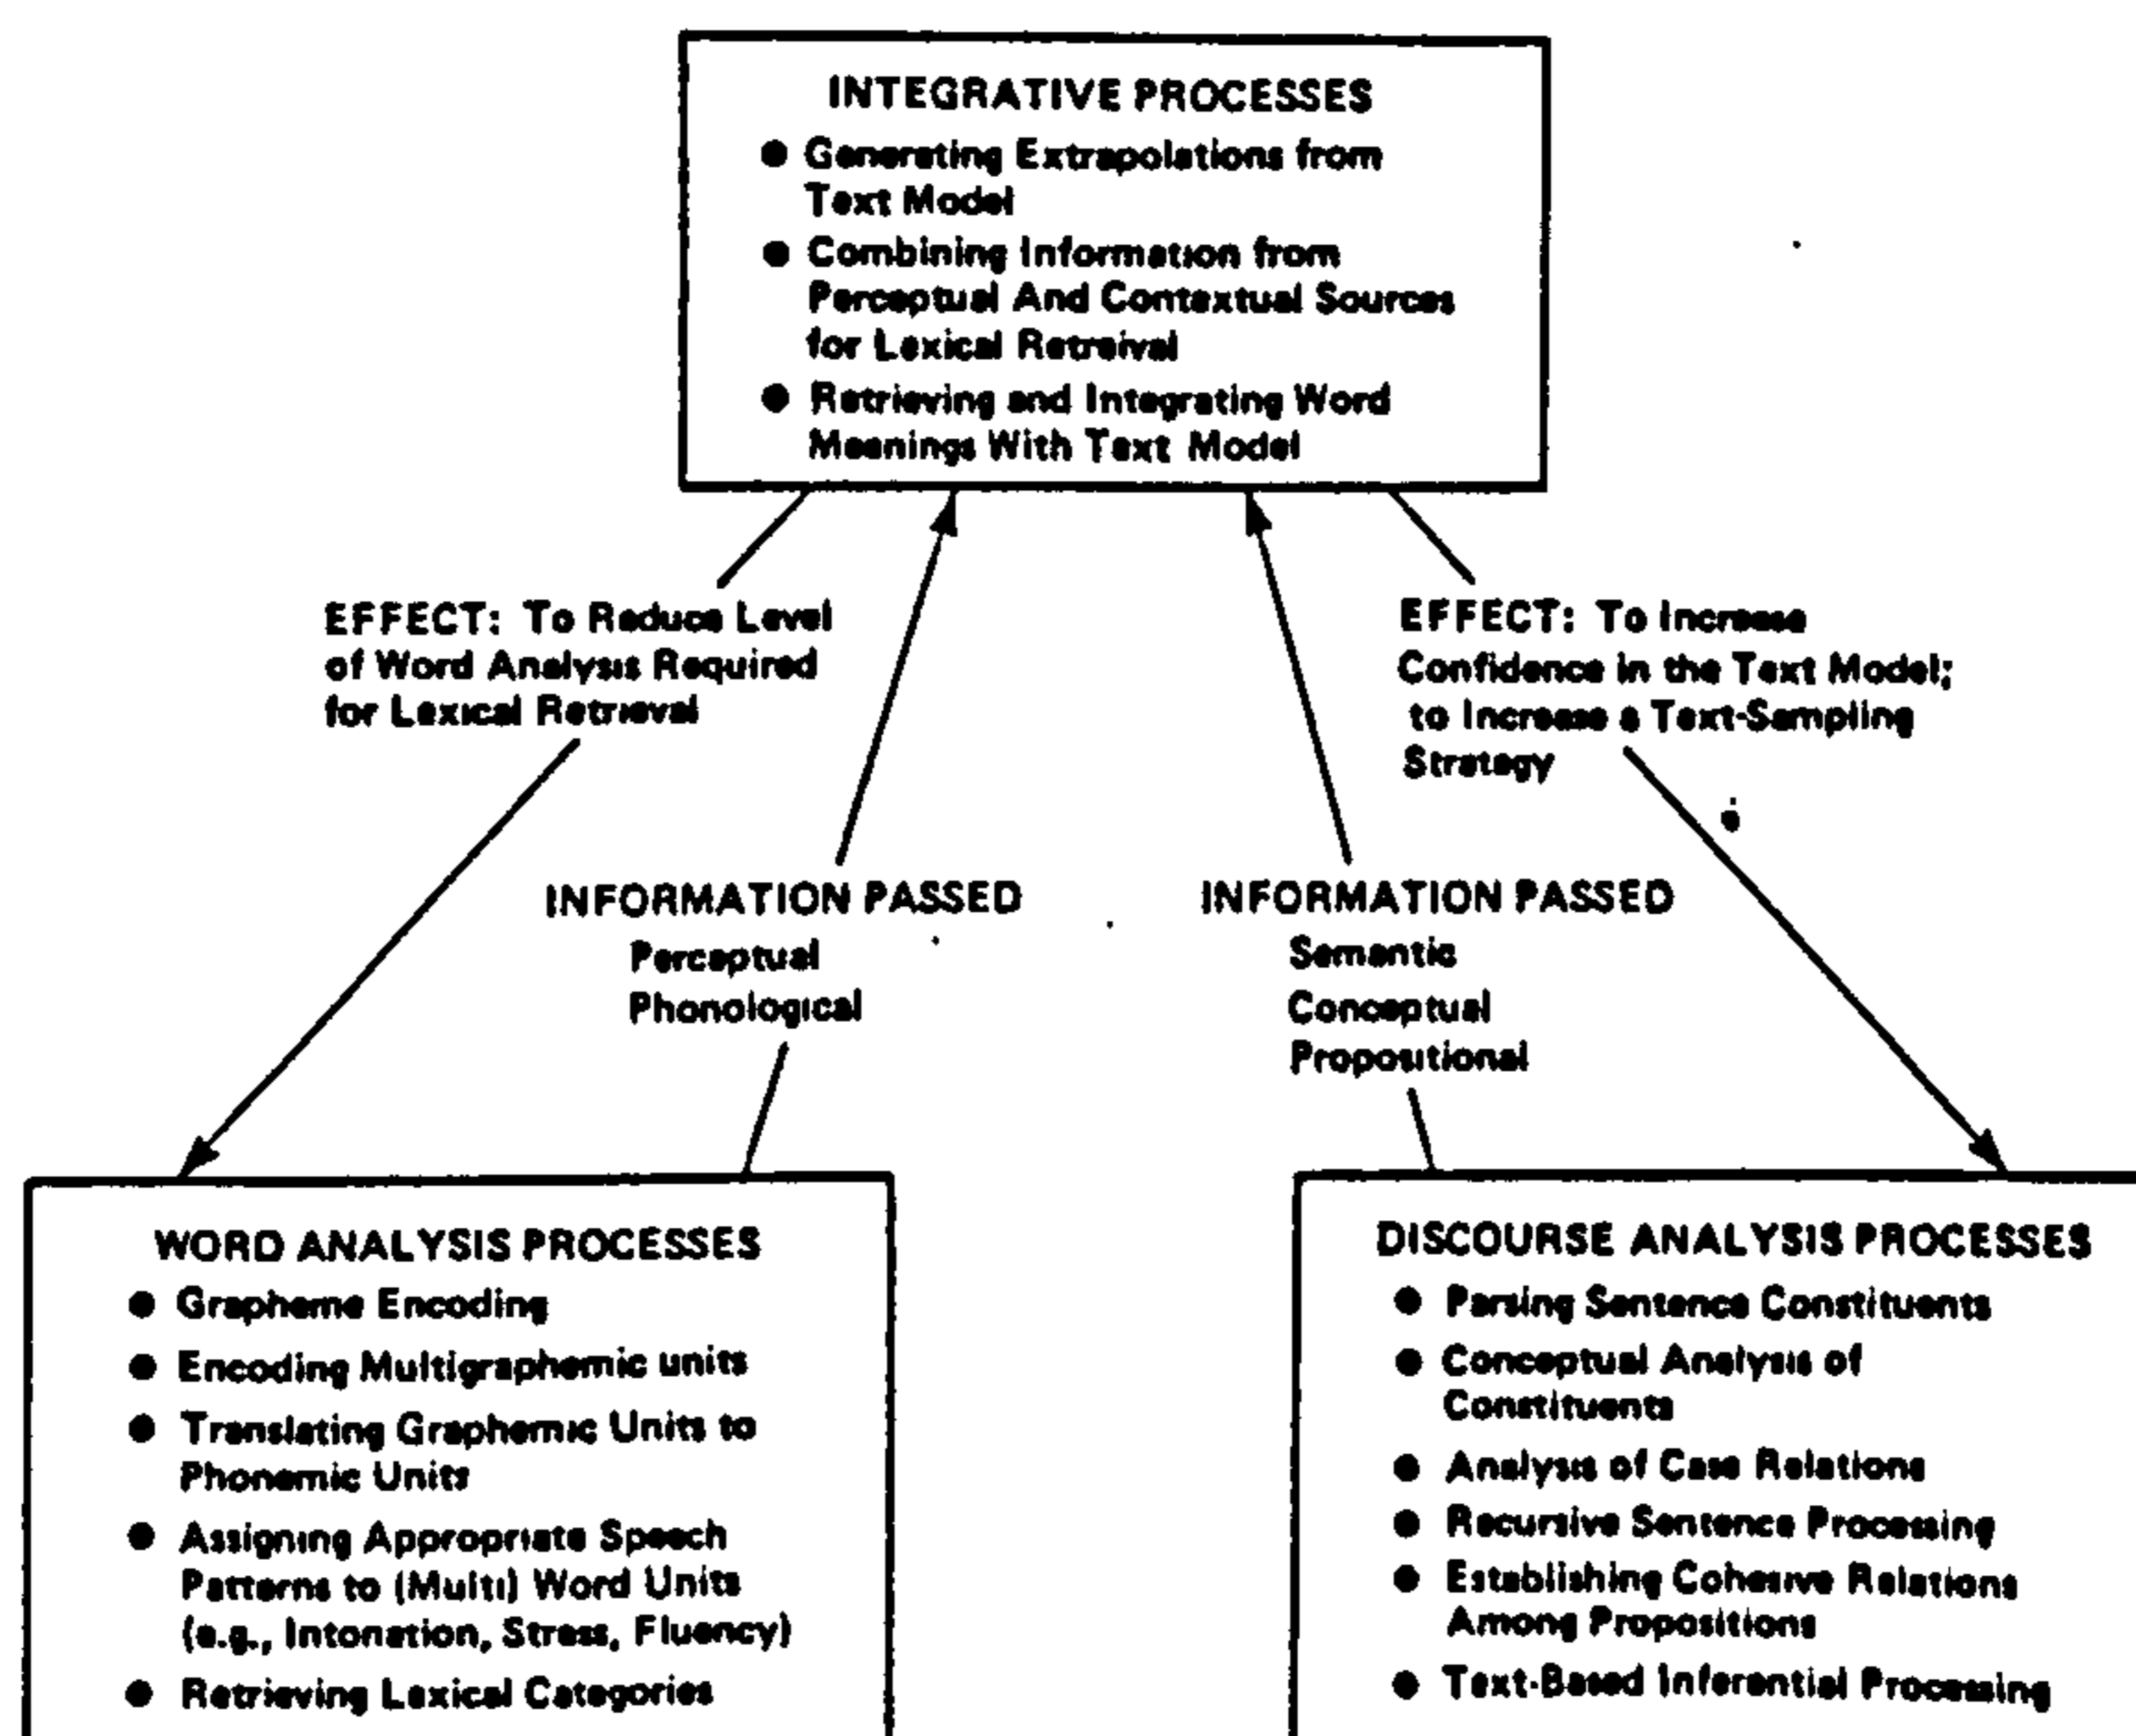 INTEGRATIVE PROCESSES
● Generating Extrapolations from
Text Model
● Combining Information from
Perceptual And Contextual Sources
for Lexical Retreival
● Retrieving and Integrating Word
Meanings With Text Model
EFFECT: To Reduce Level
of Word Analysis Required
for Lexical Retrieval
EFFECT: To Increase
Confidence in the Text Model;
to Increase a Text-Sampling
Strategy
INFORMATION PASSED
Perceptual
Phonological
INFORMATION PASSED
Semantic
Conceptual
Propositional
WORD ANALYSIS PROCESSES
● Grapheme Encoding
● Encoding Multigraphemic units
● Translating Graphemic Units to
Phonemic Units
● Assigning Appropriate Speech
Patterns to (Multi) Word Units
(e.g., Intonation, Stress, Fluency)
● Retrieving Lexical Categories
DISCOURSE ANALYSIS PROCESSES
● Parsing Sentence Constituents
● Conceptual Analysis of
Constituents
● Analysis of Case Relations
● Recursive Sentence Processing
● Establishing Cohesive Relations
Among Propositions
● Text-Based Inferential Processing